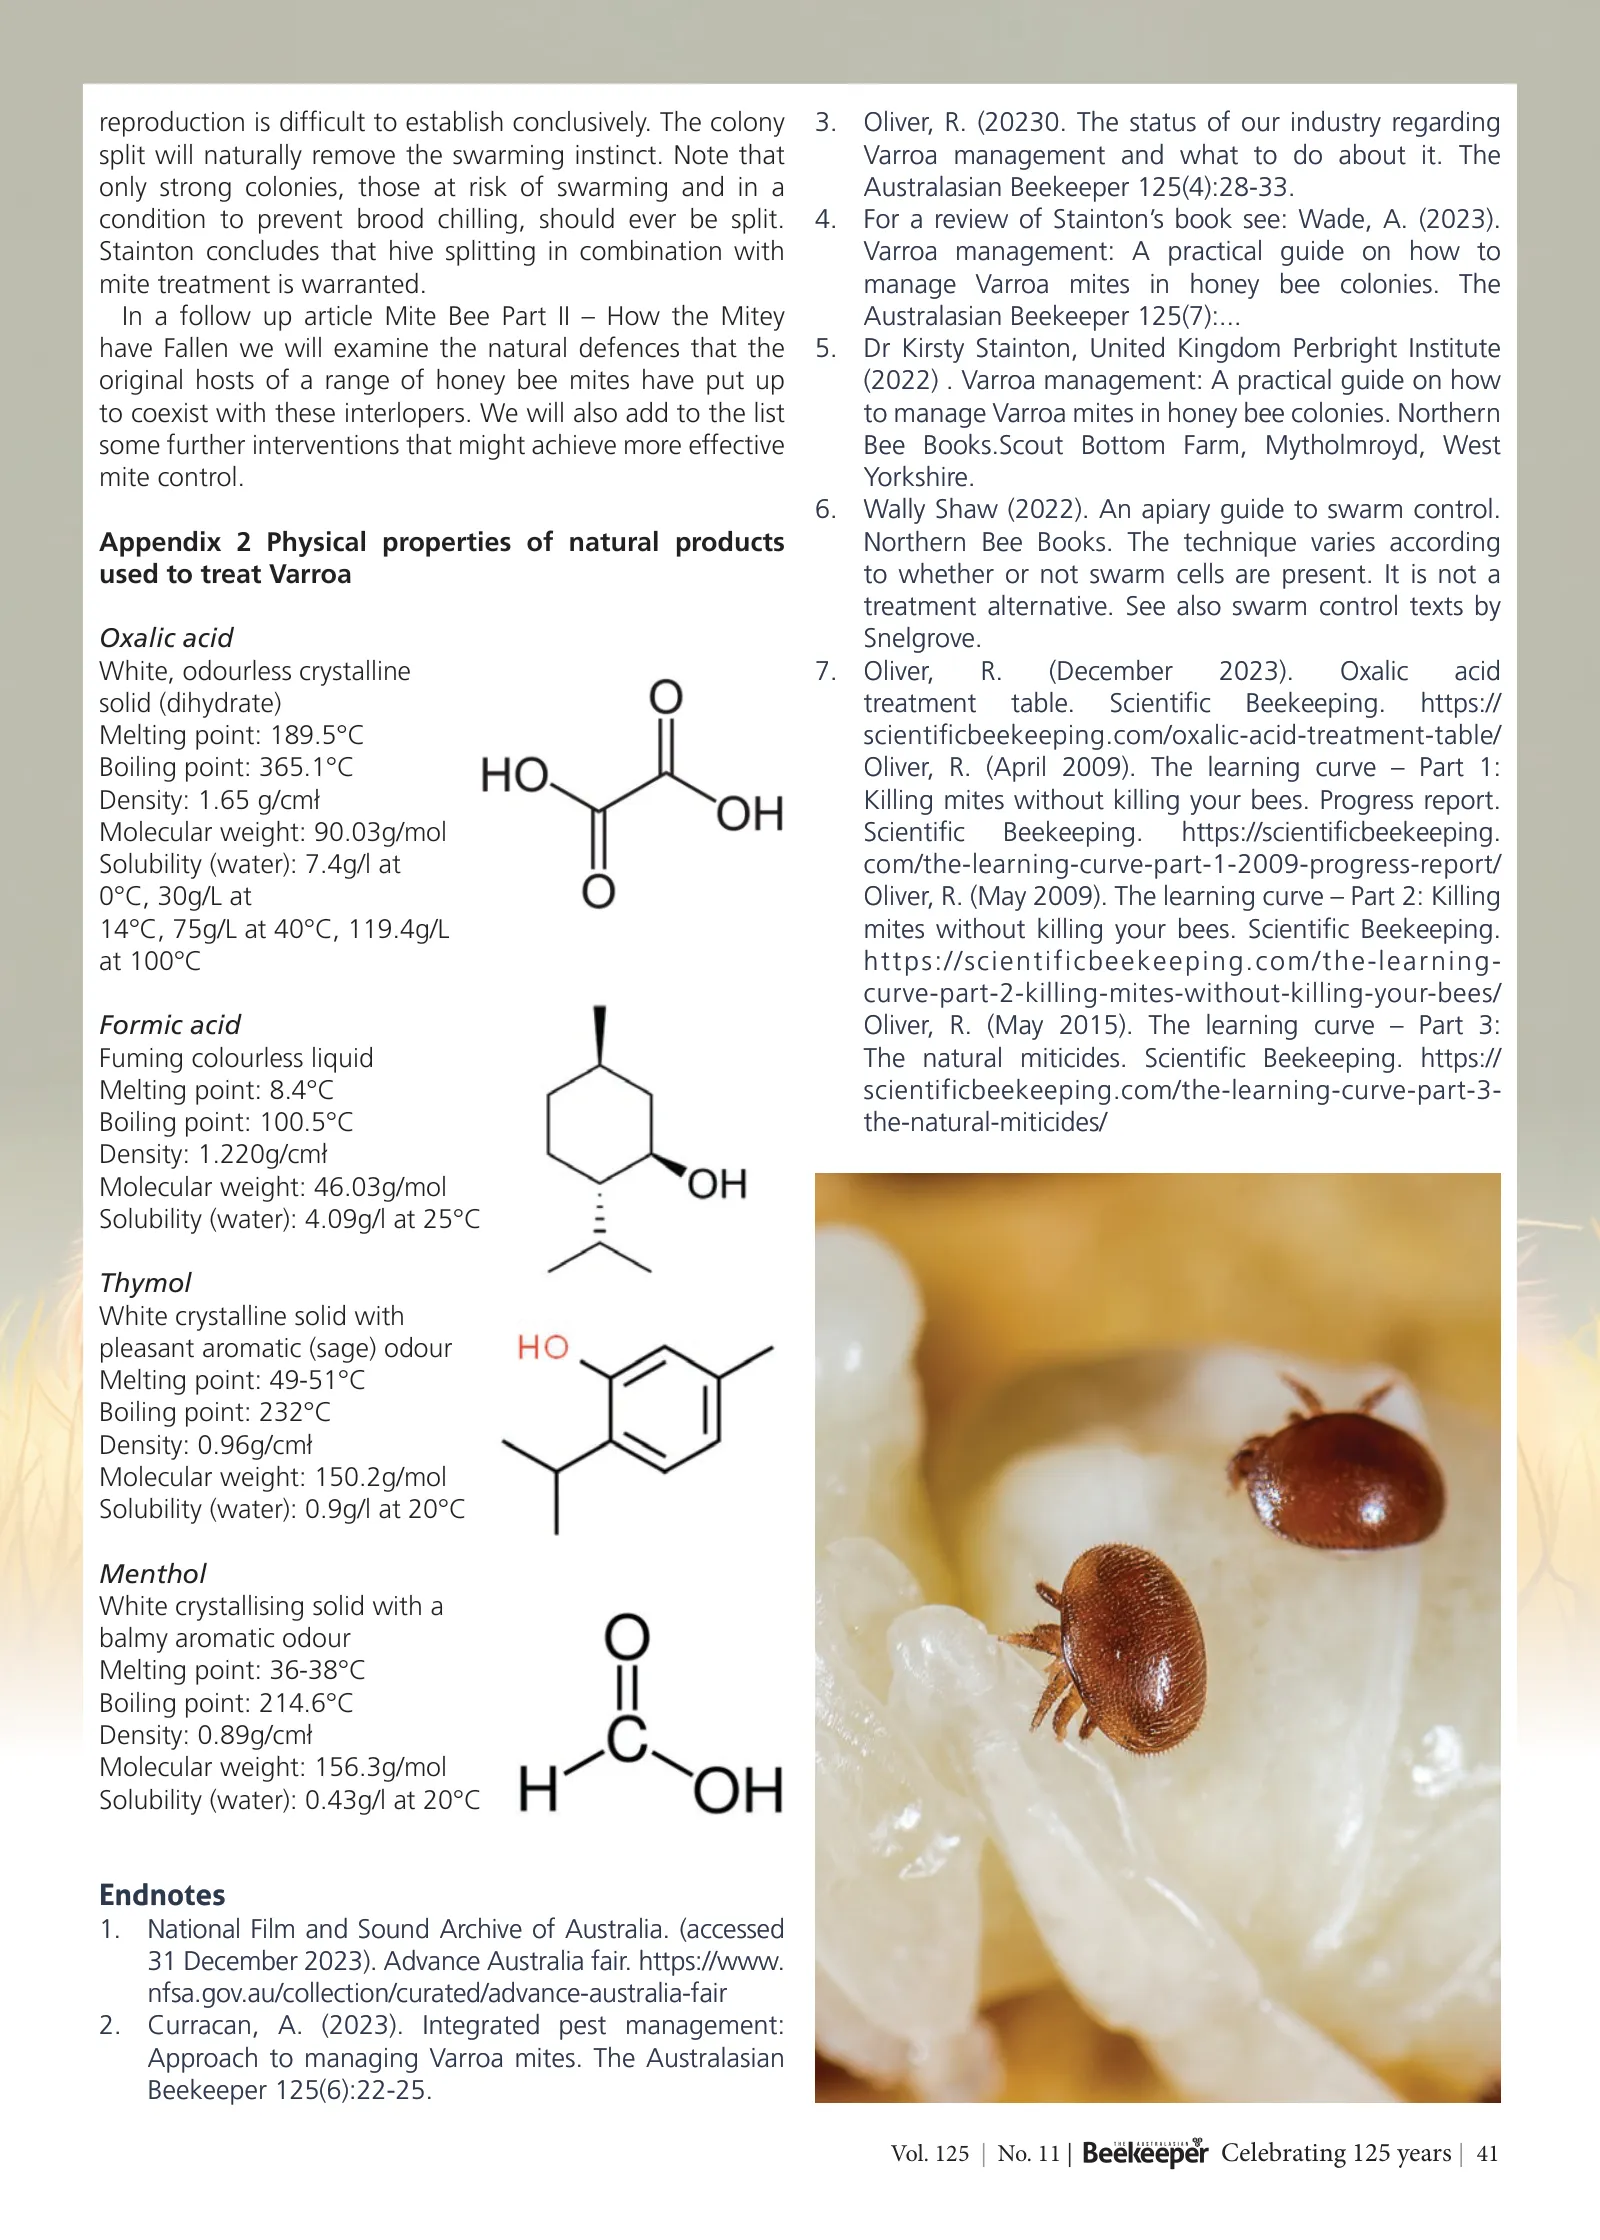 reproduction is difficult to establish conclusively. The colony
split will naturally remove the swarming instinct. Note that
only strong colonies, those at risk of swarming and in a
condition to prevent brood chilling, should ever be split.
Stainton concludes that hive splitting in combination with
mite treatment is warranted.
In a follow up article Mite Bee Part II – How the Mitey
have Fallen we will examine the natural defences that the
original hosts of a range of honey bee mites have put up
to coexist with these interlopers. We will also add to the list
some further interventions that might achieve more effective
mite control.
Appendix 2 Physical properties of natural products
used to treat Varroa
Oxalic acid
White, odourless crystalline
solid (dihydrate)
Melting point: 189.5°C
Boiling point: 365.1°C
Density: 1.65 g/cmł
Molecular weight: 90.03g/mol
Solubility (water): 7.4g/l at
0°C, 30g/L at
14°C, 75g/L at 40°C, 119.4g/L
at 100°C
O
HO
OH
O
Formic acid
Fuming colourless liquid
Melting point: 8.4°C
Boiling point: 100.5°C
Density: 1.220g/cmł
Molecular weight: 46.03g/mol
Solubility (water): 4.09g/l at 25°C
OH
Thymol
White crystalline solid with
pleasant aromatic (sage) odour
Melting point: 49-51°C
Boiling point: 232°C
Density: 0.96g/cmł
Molecular weight: 150.2g/mol
Solubility (water): 0.9g/l at 20°C
HO
Menthol
White crystallising solid with a
balmy aromatic odour
Melting point: 36-38°C
Boiling point: 214.6°C
Density: 0.89g/cmł
Molecular weight: 156.3g/mol
Solubility (water): 0.43g/l at 20°C
O
C
H
OH
Endnotes
1. National Film and Sound Archive of Australia. (accessed
31 December 2023). Advance Australia fair. https://www.
nfsa.gov.au/collection/curated/advance-australia-fair
2. Curracan, A. (2023). Integrated pest management:
Approach to managing Varroa mites. The Australasian
Beekeeper 125(6):22-25.
3. Oliver, R. (20230. The status of our industry regarding
Varroa management and what to do about it. The
Australasian Beekeeper 125(4):28-33.
4. For a review of Stainton’s book see: Wade, A. (2023).
Varroa management: A practical guide on how to
manage Varroa mites in honey bee colonies. The
Australasian Beekeeper 125(7):...
5. Dr Kirsty Stainton, United Kingdom Perbright Institute
(2022) . Varroa management: A practical guide on how
to manage Varroa mites in honey bee colonies. Northern
Bee Books.Scout Bottom Farm, Mytholmroyd, West
Yorkshire.
6. Wally Shaw (2022). An apiary guide to swarm control.
Northern Bee Books. The technique varies according
to whether or not swarm cells are present. It is not a
treatment alternative. See also swarm control texts by
Snelgrove.
7. Oliver, R. (December 2023). Oxalic acid
treatment table. Scientific Beekeeping. https://
scientificbeekeeping.com/oxalic-acid-treatment-table/
Oliver, R. (April 2009). The learning curve – Part 1:
Killing mites without killing your bees. Progress report.
Scientific Beekeeping. https://scientificbeekeeping.
com/the-learning-curve-part-1-2009-progress-report/
Oliver, R. (May 2009). The learning curve – Part 2: Killing
mites without killing your bees. Scientific Beekeeping.
https://scientificbeekeeping.com/the-learning-
curve-part-2-killing-mites-without-killing-your-bees/
Oliver, R. (May 2015). The learning curve – Part 3:
The natural miticides. Scientific Beekeeping. https://
scientificbeekeeping.com/the-learning-curve-part-3-
the-natural-miticides/
Vol. 125 | No. 11 | THE AUSTRALASIAN Beekeeper Celebrating 125 years | 41